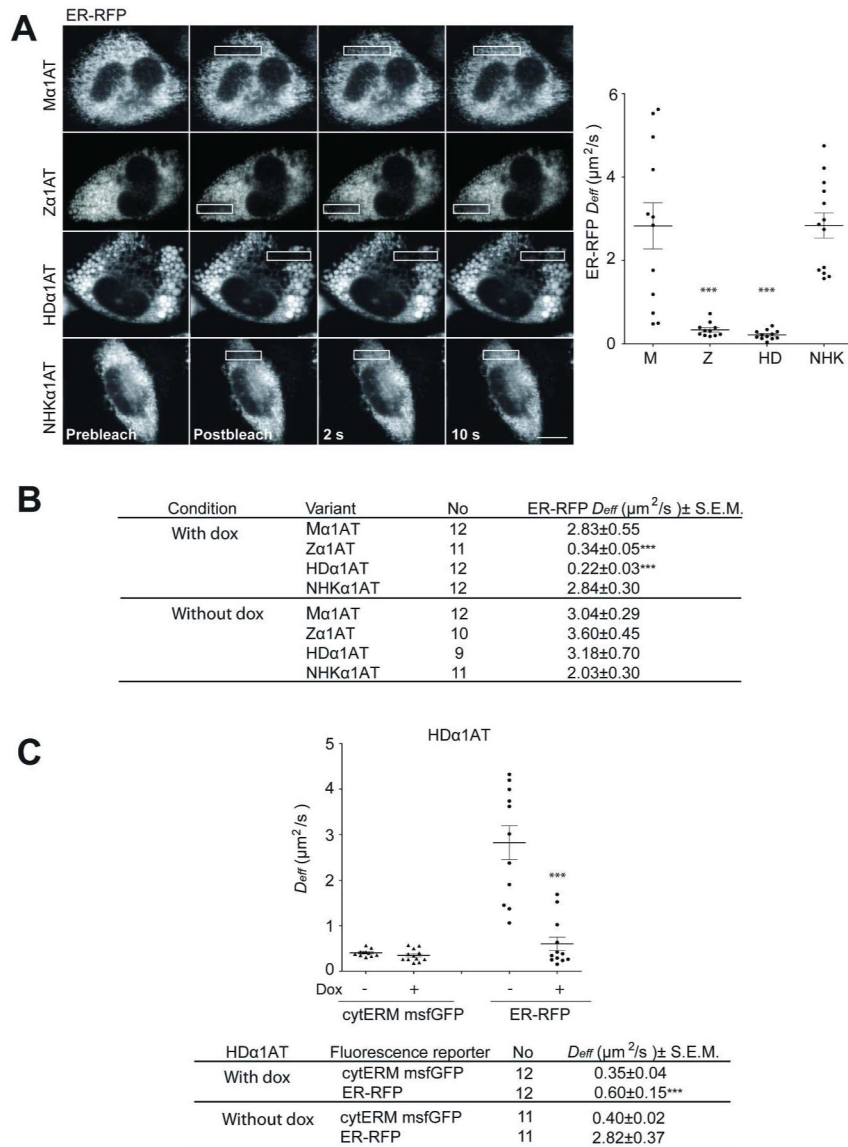 A
ER-RFP
Mα1AT
Zα1AT
HDα1AT
NHKα1AT
Prebleach
Postbleach
2 s
10 s
ER-RFP Deff (μm²/s)
6
4
2
0
***
***
M
Z
HD
NHK
B
Condition Variant No ER-RFP Deff (μm²/s)± S.E.M.
With dox Mα1AT 12 2.83±0.55
Zα1AT 11 0.34±0.05***
HDα1AT 12 0.22±0.03***
NHKα1AT 12 2.84±0.30
Without dox Mα1AT 12 3.04±0.29
Zα1AT 10 3.60±0.45
HDα1AT 9 3.18±0.70
NHKα1AT 11 2.03±0.30
C
HDα1AT
Deff (μm²/s)
5
4
3
2
1
0
***
Dox - + - +
cytERM msfGFP ER-RFP
HDα1AT Fluorescence reporter No Deff (μm²/s)± S.E.M.
With dox cytERM msfGFP 12 0.35±0.04
ER-RFP 12 0.60±0.15***
Without dox cytERM msfGFP 11 0.40±0.02
ER-RFP 11 2.82±0.37